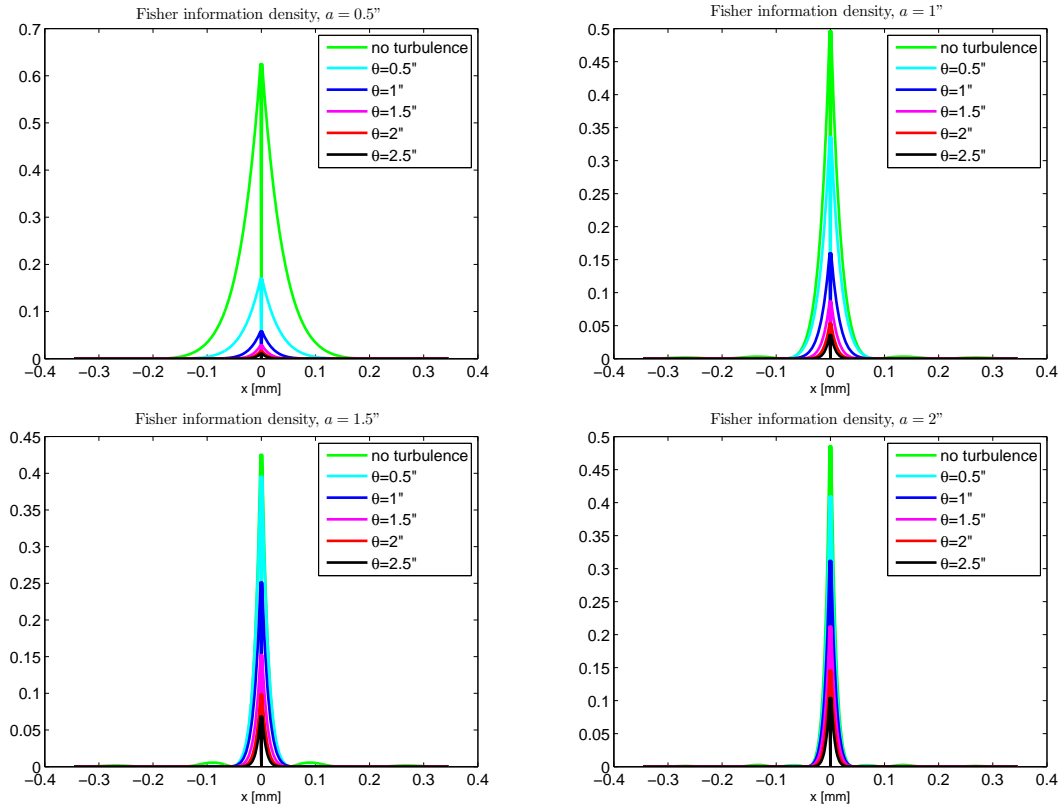 Fisher information density, a = 0.5”
0.7
0.6
0.5
0.4
0.3
0.2
0.1
0
−0.4 −0.3 −0.2 −0.1 0 0.1 0.2 0.3 0.4
x [mm]
no turbulence
θ=0.5"
θ=1"
θ=1.5"
θ=2"
θ=2.5"
Fisher information density, a = 1”
0.5
0.45
0.4
0.35
0.3
0.25
0.2
0.15
0.1
0.05
0
−0.4 −0.3 −0.2 −0.1 0 0.1 0.2 0.3 0.4
x [mm]
no turbulence
θ=0.5"
θ=1"
θ=1.5"
θ=2"
θ=2.5"
Fisher information density, a = 1.5”
0.45
0.4
0.35
0.3
0.25
0.2
0.15
0.1
0.05
0
−0.4 −0.3 −0.2 −0.1 0 0.1 0.2 0.3 0.4
x [mm]
no turbulence
θ=0.5"
θ=1"
θ=1.5"
θ=2"
θ=2.5"
Fisher information density, a = 2”
0.5
0.45
0.4
0.35
0.3
0.25
0.2
0.15
0.1
0.05
0
−0.4 −0.3 −0.2 −0.1 0 0.1 0.2 0.3 0.4
x [mm]
no turbulence
θ=0.5"
θ=1"
θ=1.5"
θ=2"
θ=2.5"